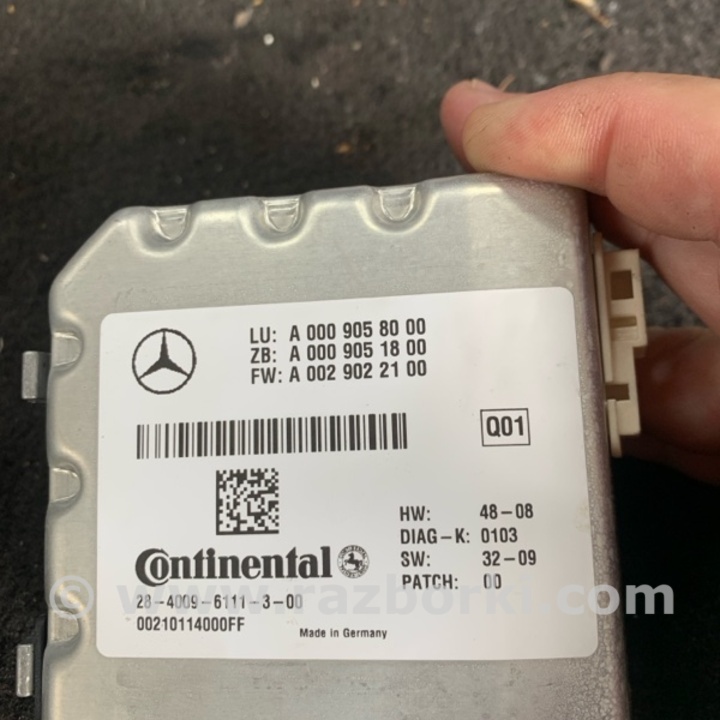 LU: A 000 905 80 00
ZB: A 000 905 18 00
FW: A 002 902 21 00
Q01
HW: 48-08
DIAG-K: 0103
SW: 32-09
PATCH: 00
Continental
28-4009-6111-3-00
00210114000FF
Made in Germany
© www.razborki.com